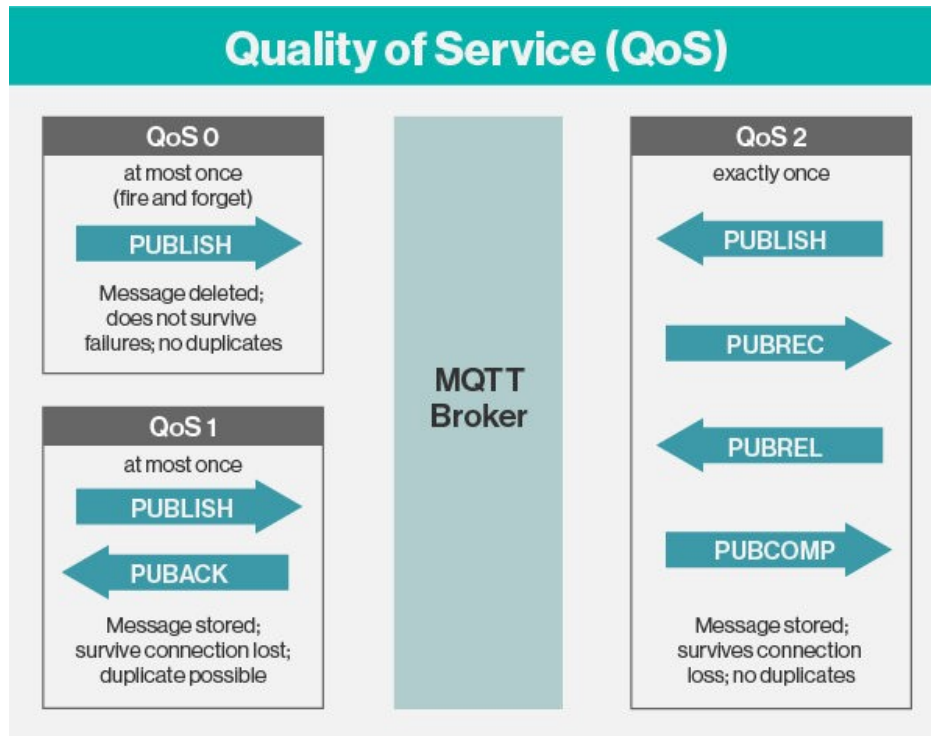 Quality of Service (QoS)
QoS 0
at most once
(fire and forget)
PUBLISH
Message deleted;
does not survive
failures; no duplicates
QoS 1
at most once
PUBLISH
PUBACK
Message stored;
survive connection lost;
duplicate possible
MQTT
Broker
QoS 2
exactly once
PUBLISH
PUBREC
PUBREL
PUBCOMP
Message stored;
survives connection
loss; no duplicates